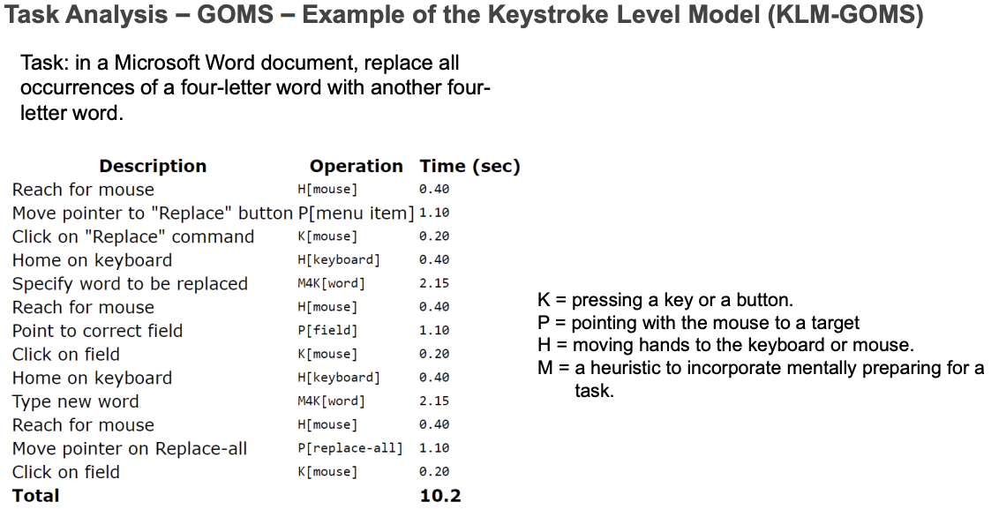 Task Analysis – GOMS – Example of the Keystroke Level Model (KLM-GOMS)
Task: in a Microsoft Word document, replace all
occurrences of a four-letter word with another four-
letter word.
Description Operation Time (sec)
Reach for mouse H[mouse] 0.40
Move pointer to "Replace" button P[menu item] 1.10
Click on "Replace" command K[mouse] 0.20
Home on keyboard H[keyboard] 0.40
Specify word to be replaced M4K[word] 2.15
Reach for mouse H[mouse] 0.40
Point to correct field P[field] 1.10
Click on field K[mouse] 0.20
Home on keyboard H[keyboard] 0.40
Type new word M4K[word] 2.15
Reach for mouse H[mouse] 0.40
Move pointer on Replace-all P[replace-all] 1.10
Click on field K[mouse] 0.20
Total 10.2
K = pressing a key or a button.
P = pointing with the mouse to a target
H = moving hands to the keyboard or mouse.
M = a heuristic to incorporate mentally preparing for a
task.